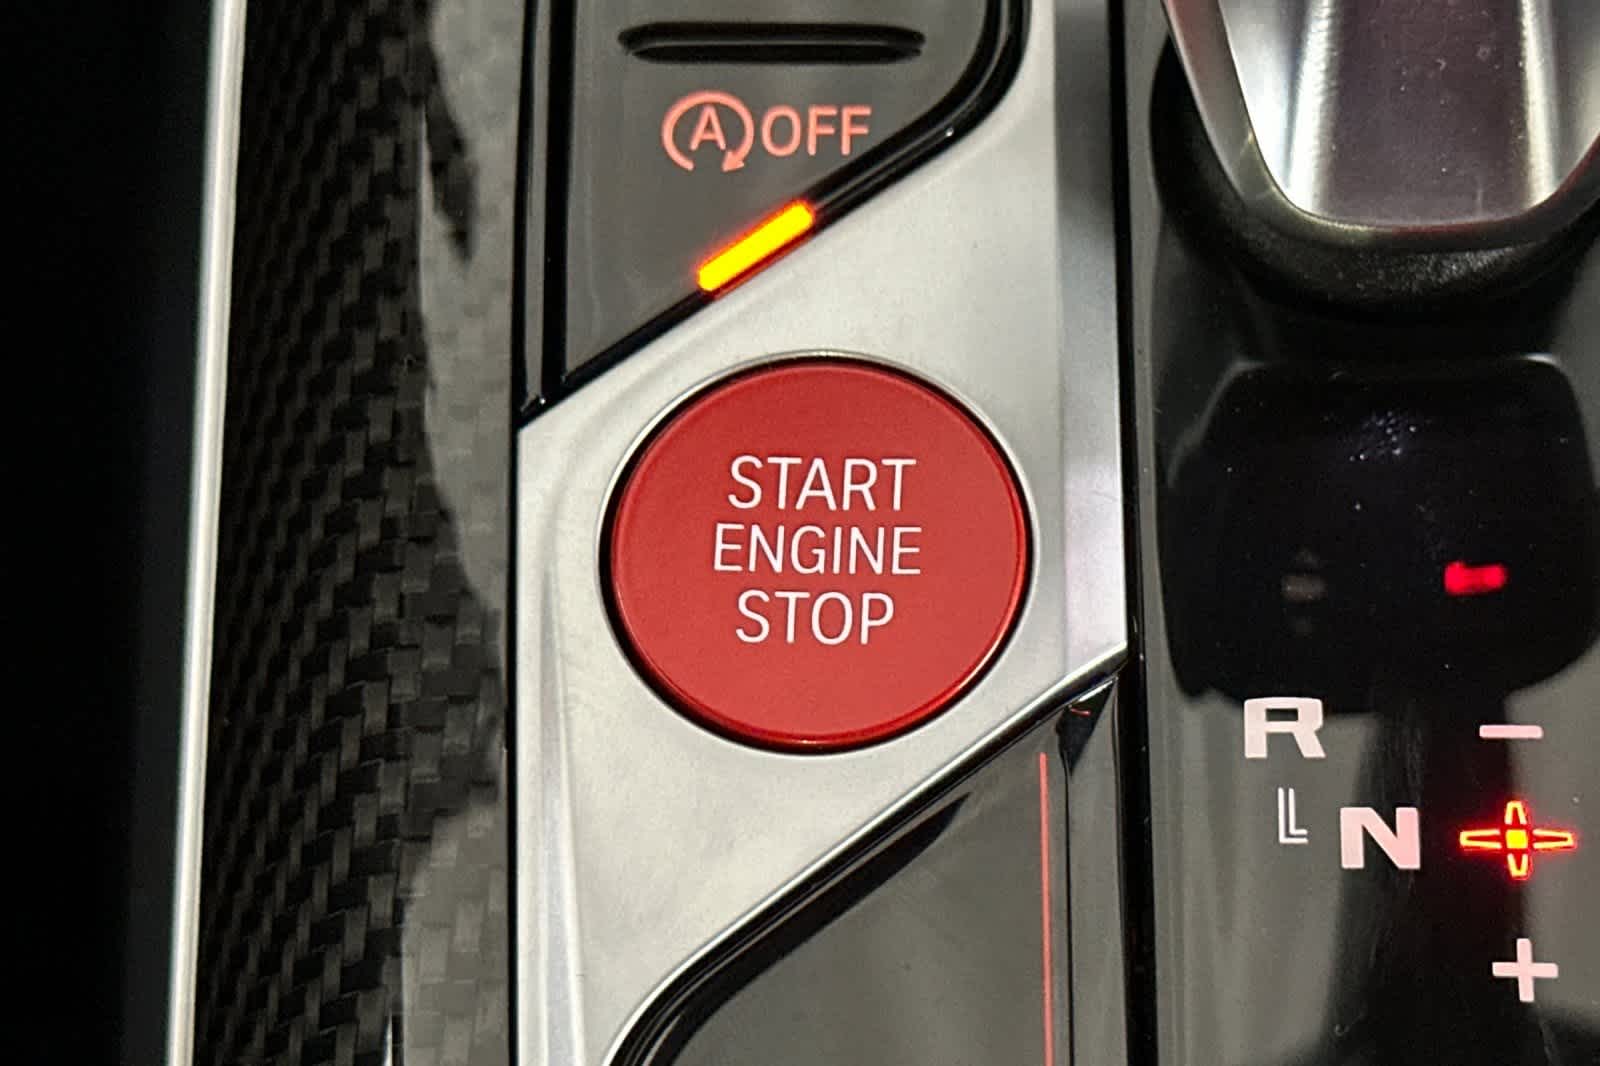 A OFF
START
ENGINE
STOP
R
−
N
+